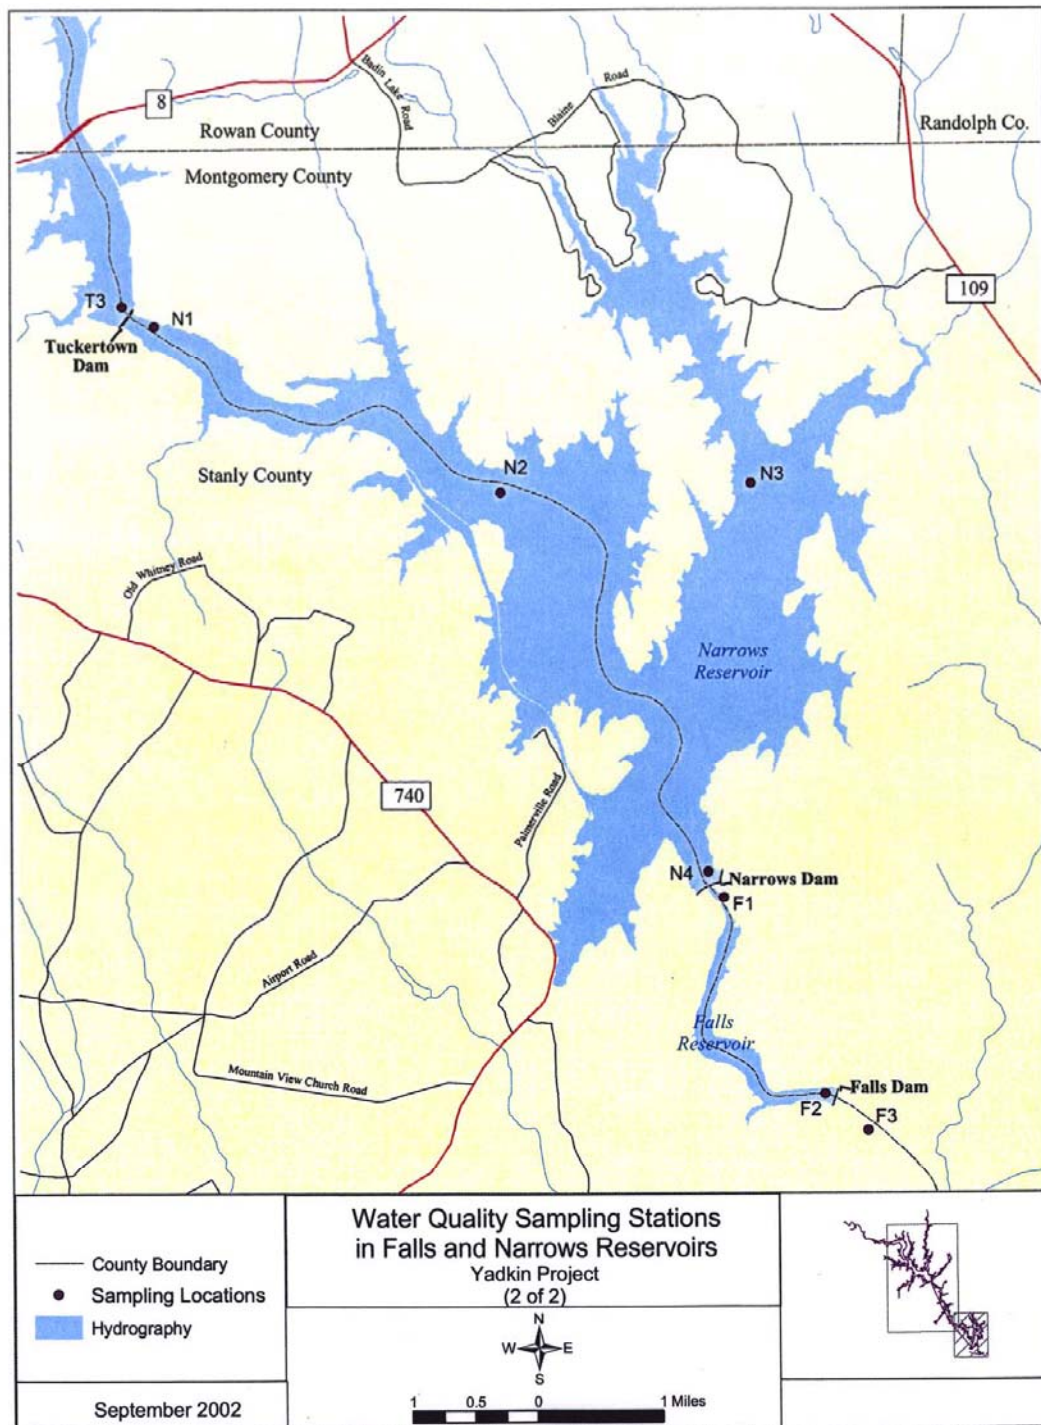 Badin Lake Road
Blaine Road
8
Rowan County
Randolph Co.
Montgomery County
109
T3
N1
Tuckertown
Dam
N2
N3
Stanly County
Old Whitney Road
Narrows
Reservoir
740
Palmerville Road
N4
Narrows Dam
F1
Airport Road
Falls
Reservoir
Mountain View Church Road
Falls Dam
F2
F3
County Boundary
Sampling Locations
Hydrography
September 2002
Water Quality Sampling Stations
in Falls and Narrows Reservoirs
Yadkin Project
(2 of 2)
N
W E
S
1 0.5 0 1 Miles